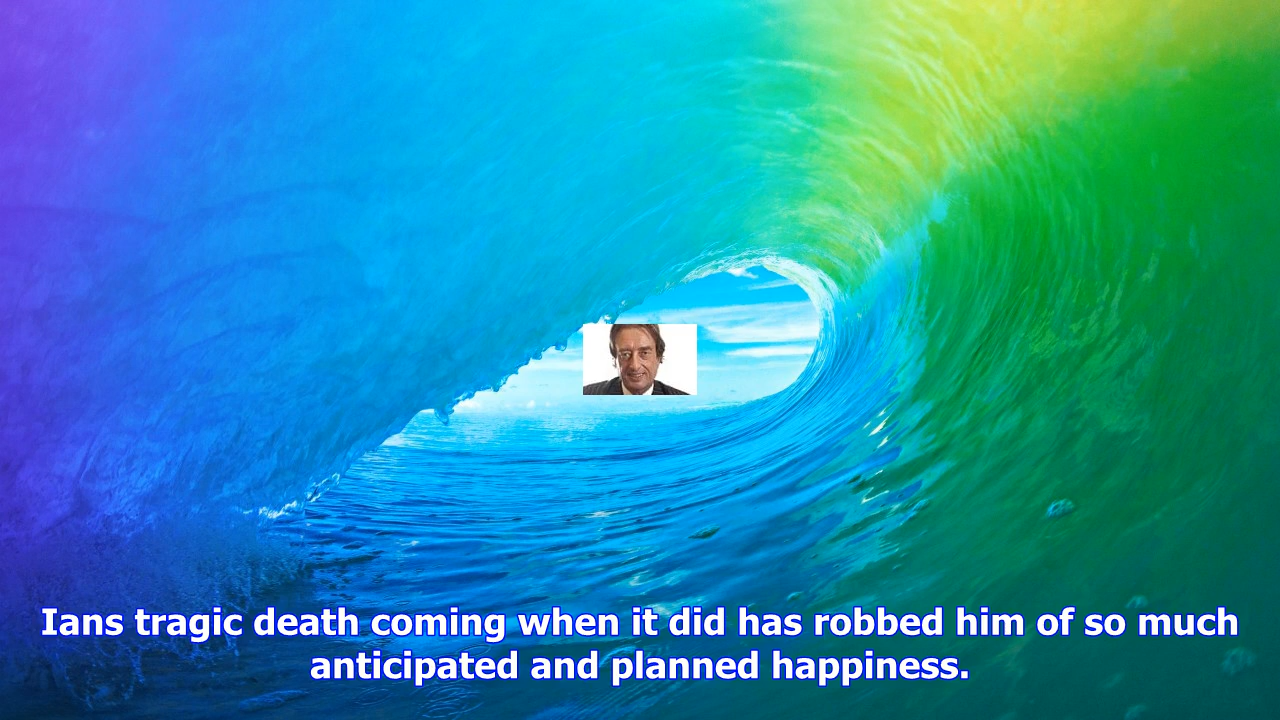 Ians tragic death coming when it did has robbed him of so much
anticipated and planned happiness.